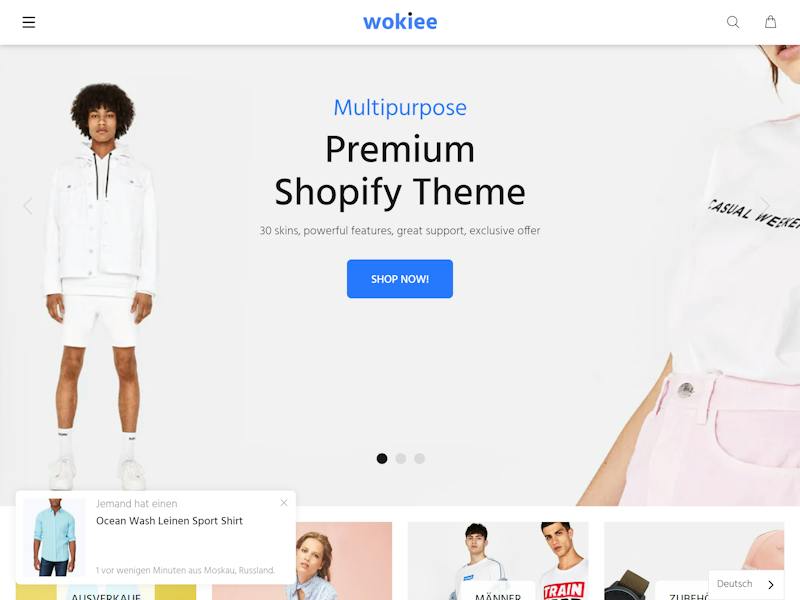 wokiee
Multipurpose
Premium
Shopify Theme
30 skins, powerful features, great support, exclusive offer
SHOP NOW!
CASUAL WEEKEN
Jemand hat einen
Ocean Wash Leinen Sport Shirt
1 vor wenigen Minuten aus Moskau, Russland.
AUSVERKAUF
MÄNNER
TRAIN
ZUBEHÖ
Deutsch